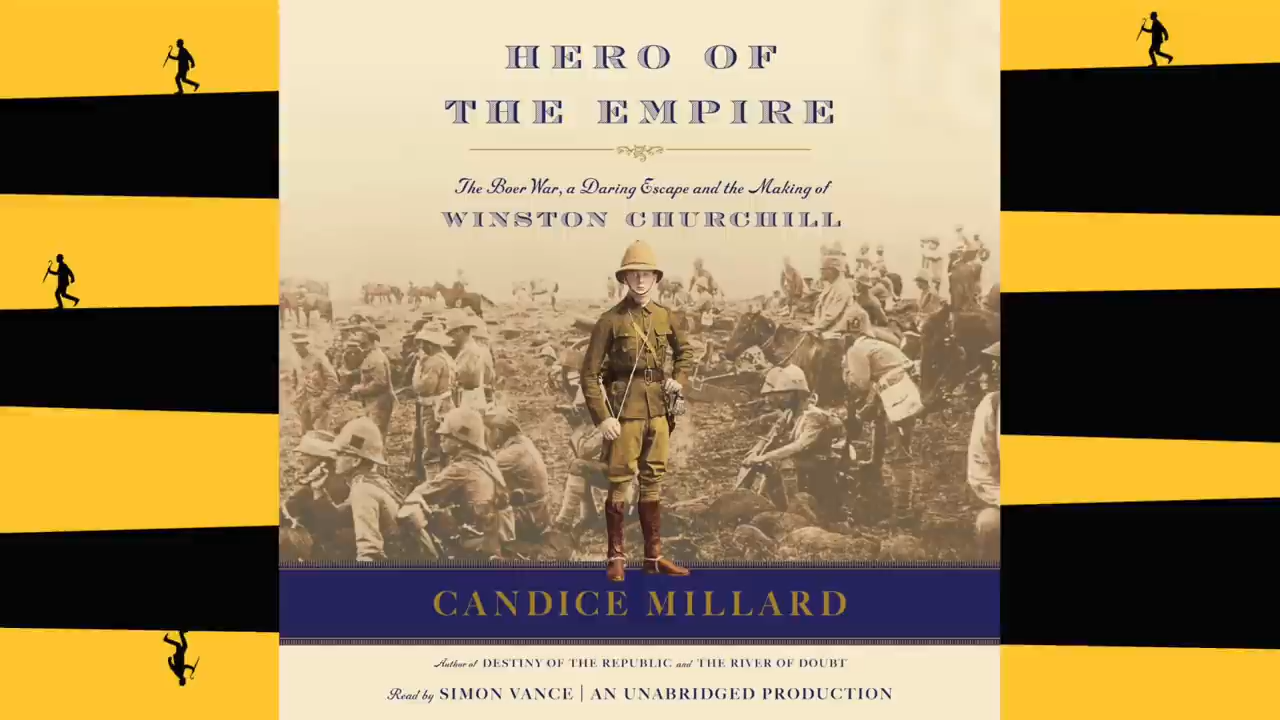 HERO OF
THE EMPIRE
The Boer War, a Daring Escape and the Making of
WINSTON CHURCHILL
CANDICE MILLARD
Author of DESTINY OF THE REPUBLIC and THE RIVER OF DOUBT
Read by SIMON VANCE | AN UNABRIDGED PRODUCTION